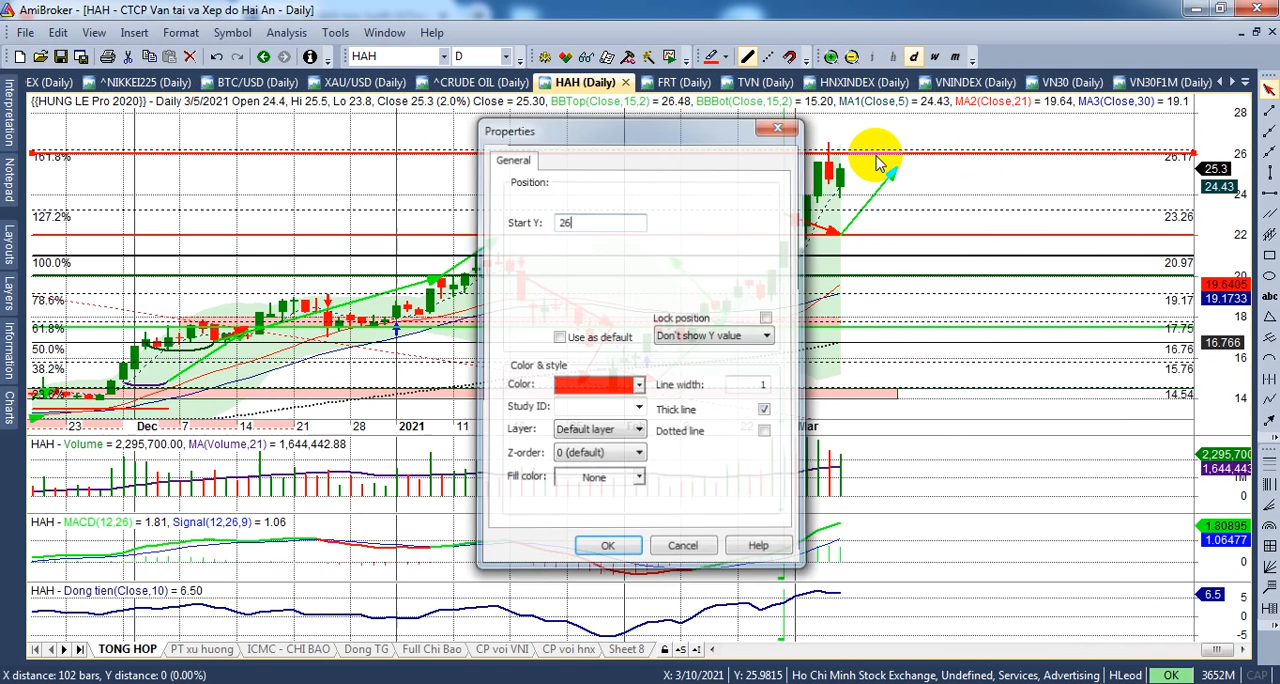 AmiBroker - [HAH - CTCP Van tai va Xep do Hai An - Daily]
File Edit View Insert Format Symbol Analysis Tools Window Help
HAH D i h d w m
EX (Daily) ^NIKKEI225 (Daily) BTC/USD (Daily) XAU/USD (Daily) ^CRUDE OIL (Daily) HAH (Daily) FRT (Daily) TVN (Daily) HNXINDEX (Daily) VNINDEX (Daily) VN30 (Daily) VN30F1M (Daily)
{{HUNG LE Pro 2020}} - Daily 3/5/2021 Open 24.4, Hi 25.5, Lo 23.8, Close 25.3 (2.0%) Close = 25.30, BBTop(Close,15,2) = 26.48, BBBot(Close,15,2) = 15.20, MA1(Close,5) = 24.43, MA2(Close,21) = 19.64, MA3(Close,30) = 19.1
Interpretation
Notepad
Layouts
Layers
Information
Charts
161.8%
127.2%
100.0%
78.6%
61.8%
50.0%
38.2%
23.6%
28
26
26.17
25.3
24.43
24
23.26
22
20.97
20
19.6405
19.17
19.1733
18
17.75
16.766
16.76
16
15.76
14.54
14
Properties
General
Position:
Start Y: 26
Lock position
Use as default Don't show Y value
Color & style
Color: Line width: 1
Study ID: Thick line
Layer: Default layer Dotted line
Z-order: 0 (default)
Fill color: None
OK Cancel Help
23 Dec 7 14 21 28 2021 11 22 Mar
HAH - Volume = 2,295,700.00, MA(Volume,21) = 1,644,442.88
2,295,700
1,644,443
1M
0
HAH - MACD(12,26) = 1.81, Signal(12,26,9) = 1.06
1.80895
1.06477
0
HAH - Dong tien(Close,10) = 6.50
6.5
5
0
-5
TONG HOP PT xu huong ICMC - CHI BAO Dong TG Full Chi Bao CP voi VNI CP voi hnx Sheet 8
X distance: 102 bars, Y distance: 0 (0.00%) X: 3/10/2021 Y: 25.9815 Ho Chi Minh Stock Exchange, Undefined, Services, Advertising HLeod OK 3652M CAP
abc